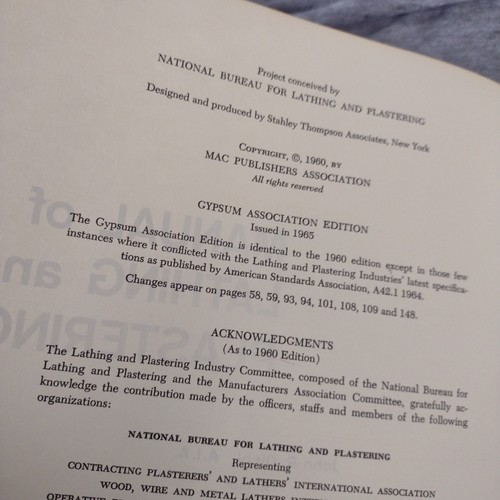 Project conceived by
NATIONAL BUREAU FOR LATHING AND PLASTERING
Designed and produced by Stahley Thompson Associates, New York
COPYRIGHT, ©, 1960, BY
MAC PUBLISHERS ASSOCIATION
All rights reserved
GYPSUM ASSOCIATION EDITION
Issued in 1965
The Gypsum Association Edition is identical to the 1960 edition except in those few
instances where it conflicted with the Lathing and Plastering Industries' latest specifica-
tions as published by American Standards Association, A42.1 1964.
Changes appear on pages 58, 59, 93, 94, 101, 108, 109 and 148.
ACKNOWLEDGMENTS
(As to 1960 Edition)
The Lathing and Plastering Industry Committee, composed of the National Bureau for
Lathing and Plastering and the Manufacturers Association Committee, gratefully ac-
knowledge the contribution made by the officers, staffs and members of the following
organizations:
NATIONAL BUREAU FOR LATHING AND PLASTERING
Representing
CONTRACTING PLASTERERS' AND LATHERS' INTERNATIONAL ASSOCIATION
WOOD, WIRE AND METAL LATHERS
OPERATIVE